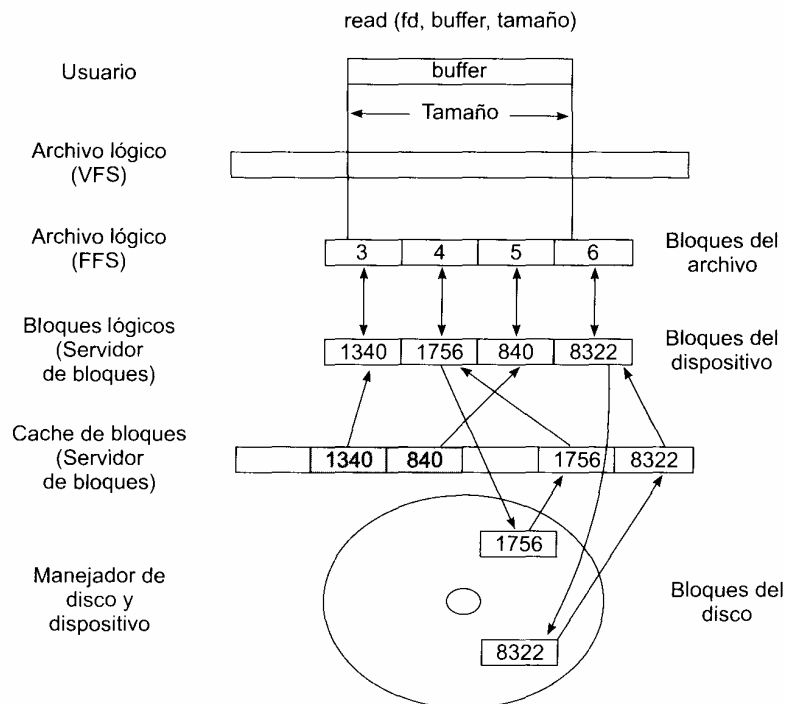 read (fd, buffer, tamaño)
Usuario
buffer
Tamaño
Archivo lógico
(VFS)
Archivo lógico
(FFS)
3 4 5 6
Bloques del
archivo
Bloques lógicos
(Servidor
de bloques)
1340 1756 840 8322
Bloques del
dispositivo
Cache de bloques
(Servidor
de bloques)
1340 840 1756 8322
1756
Manejador de
disco y
dispositivo
Bloques del
disco
8322